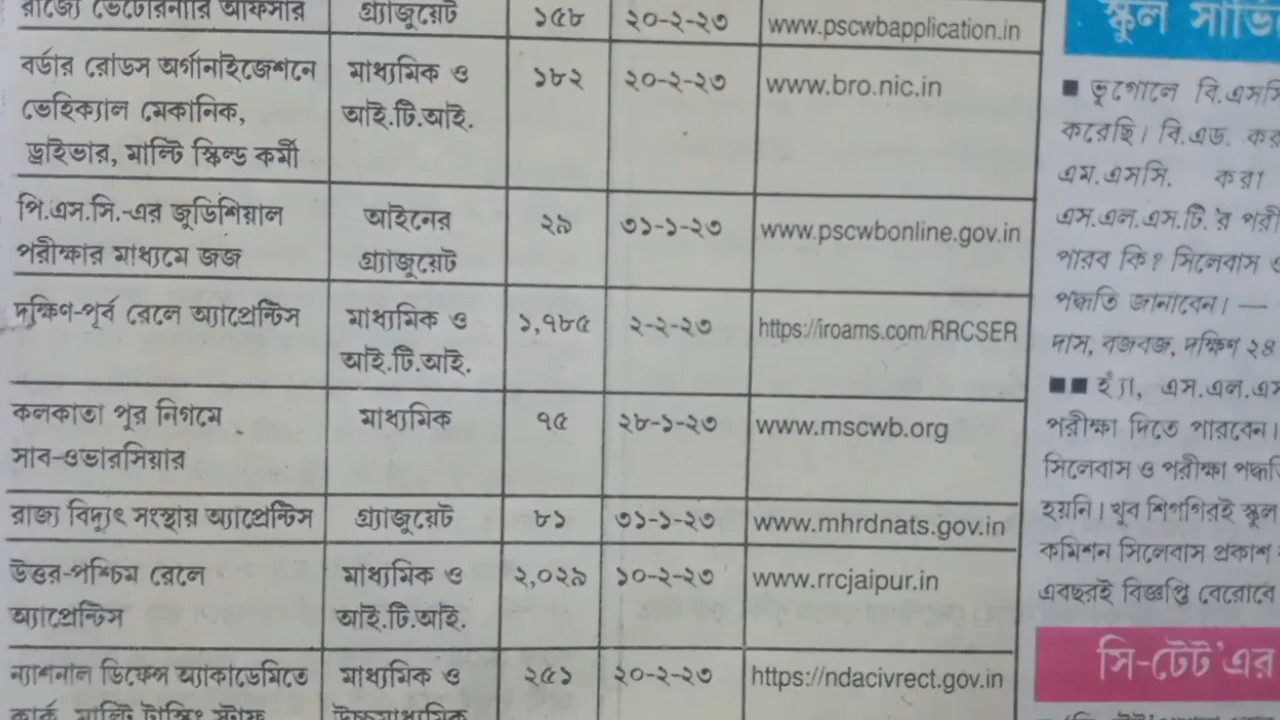 রাজ্যে ভেটেরিনারি অফিসার গ্র্যাজুয়েট ১৫৮ ২০-২-২৩ www.pscwbapplication.in
বর্ডার রোডস অর্গানাইজেশনে মাধ্যমিক ও ১৮২ ২০-২-২৩ www.bro.nic.in
ভেহিক্যাল মেকানিক, আই.টি.আই.
ড্রাইভার, মাল্টি স্কিল্ড কর্মী
পি.এস.সি.-এর জুডিশিয়াল আইনের ২৯ ৩১-১-২৩ www.pscwbonline.gov.in
পরীক্ষার মাধ্যমে জজ গ্র্যাজুয়েট
দক্ষিণ-পূর্ব রেলে অ্যাপ্রেন্টিস মাধ্যমিক ও ১,৭৮৫ ২-২-২৩ https://iroams.com/RRCSER
আই.টি.আই.
কলকাতা পুর নিগমে মাধ্যমিক ৭৫ ২৮-১-২৩ www.mscwb.org
সাব-ওভারসিয়ার
রাজ্য বিদ্যুৎ সংস্থায় অ্যাপ্রেন্টিস গ্র্যাজুয়েট ৮১ ৩১-১-২৩ www.mhrdnats.gov.in
উত্তর-পশ্চিম রেলে মাধ্যমিক ও ২,০২৯ ১০-২-২৩ www.rrcjaipur.in
অ্যাপ্রেন্টিস আই.টি.আই.
ন্যাশনাল ডিফেন্স অ্যাকাডেমিতে মাধ্যমিক ও ২৫১ ২০-২-২৩ https://ndacivrect.gov.in
ক্লার্ক, মাল্টি টাস্কিং স্টাফ উচ্চমাধ্যমিক
স্কুল সার্ভি
■ ভূগোলে বি.এসসি
করেছি। বি.এড. কর
এম.এসসি. করা
এস.এল.এস.টি.'র পরী
পারব কি? সিলেবাস ও
পদ্ধতি জানাবেন। —
দাস, বজবজ, দক্ষিণ ২৪
■■ হ্যাঁ, এস.এল.এস
পরীক্ষা দিতে পারবেন।
সিলেবাস ও পরীক্ষা পদ্ধতি
হয়নি। খুব শিগগিরই স্কুল
কমিশন সিলেবাস প্রকাশ
এবছরই বিজ্ঞপ্তি বেরোবে
সি-টেট'এর